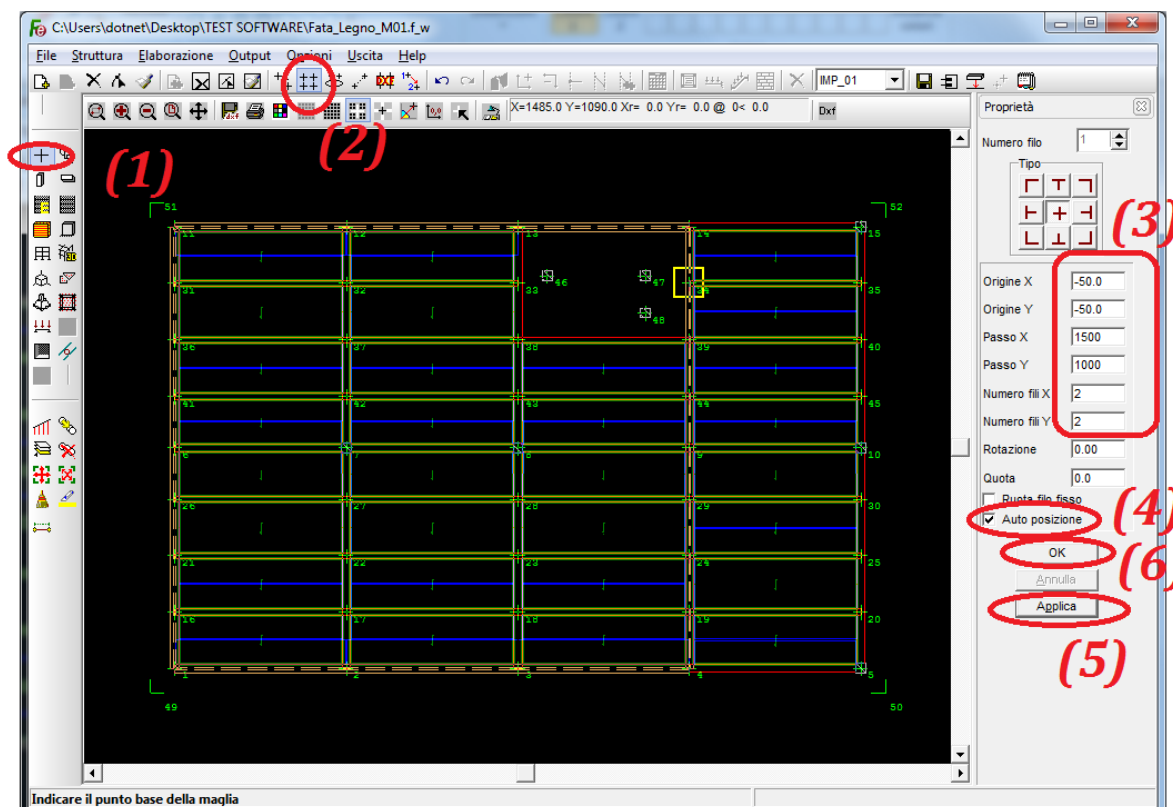 C:\Users\dotnet\Desktop\TEST SOFTWARE\Fata_Legno_M01.f_w
File Struttura Elaborazione Output Opzioni Uscita Help
IMP_01
X=1485.0 Y=1090.0 Xr= 0.0 Yr= 0.0 @ 0< 0.0
Dxf
(1)
(2)
Proprietà
Numero filo 1
Tipo
(3)
Origine X -50.0
Origine Y -50.0
Passo X 1500
Passo Y 1000
Numero fili X 2
Numero fili Y 2
Rotazione 0.00
Quota 0.0
Ruota filo fisso
(4)
Auto posizione
OK
(6)
Annulla
Applica
(5)
51 52
11 12 13 14 15
46 47
31 32 33 34 35
48
36 37 38 39 40
41 42 43 44 45
6 7 8 9 10
26 27 28 29 30
21 22 23 24 25
16 17 18 19 20
1 2 3 4 5
49 50
Indicare il punto base della maglia